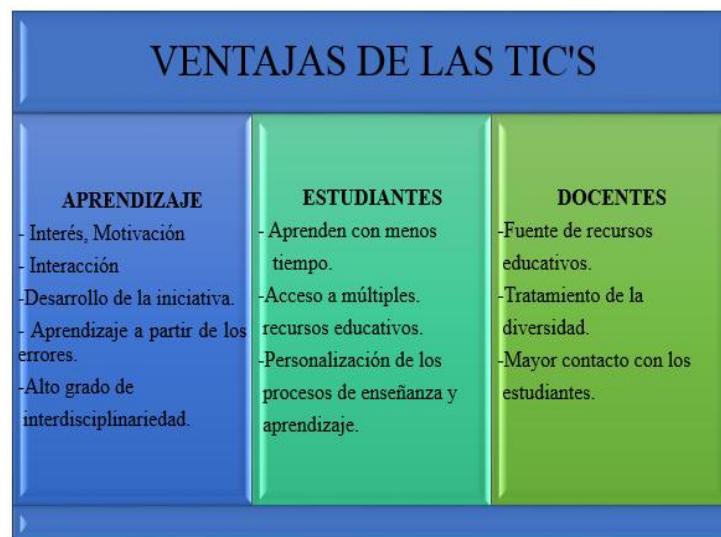 VENTAJAS DE LAS TIC'S
APRENDIZAJE
- Interés, Motivación
- Interacción
-Desarrollo de la iniciativa.
- Aprendizaje a partir de los
errores.
-Alto grado de
interdisciplinariedad.
ESTUDIANTES
- Aprenden con menos
tiempo.
-Acceso a múltiples.
recursos educativos.
-Personalización de los
procesos de enseñanza y
aprendizaje.
DOCENTES
-Fuente de recursos
educativos.
-Tratamiento de la
diversidad.
-Mayor contacto con los
estudiantes.